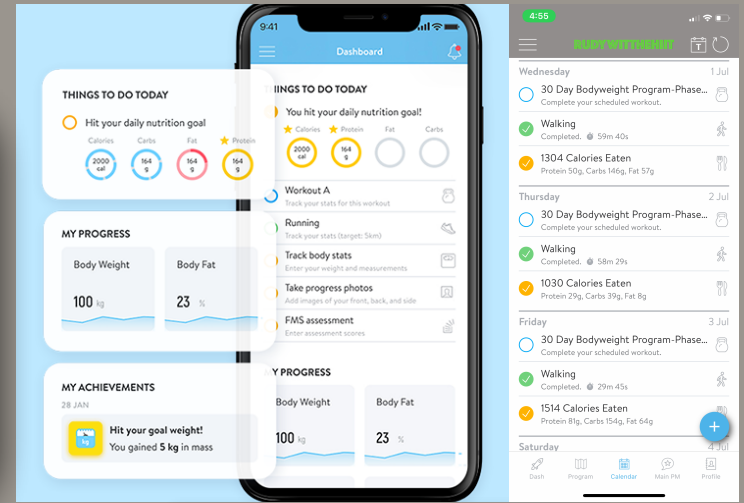 THINGS TO DO TODAY
Hit your daily nutrition goal
Calories Carbs Fat Protein
2000 cal
164 g
164 g
164 g
MY PROGRESS
Body Weight
100 kg
Body Fat
23 %
MY ACHIEVEMENTS
28 JAN
Hit your goal weight!
You gained 5 kg in mass
kg
9:41
Dashboard
THINGS TO DO TODAY
You hit your daily nutrition goal!
Calories Protein Fat Carbs
2000 cal
164 g
Workout A
Track your stats for this workout
Running
Track your stats (target: 5km)
Track body stats
Enter your weight and measurements
Take progress photos
Add images of your front, back, and side
FMS assessment
Enter assessment scores
MY PROGRESS
Body Weight
100 kg
Body Fat
23 %
4:55
RUDYWITTHEHIIT
T
Wednesday 1 Jul
30 Day Bodyweight Program-Phase...
Complete your scheduled workout.
Walking
Completed. 59m 40s
1304 Calories Eaten
Protein 50g, Carbs 146g, Fat 57g
Thursday 2 Jul
30 Day Bodyweight Program-Phase...
Complete your scheduled workout.
Walking
Completed. 58m 29s
1030 Calories Eaten
Protein 29g, Carbs 39g, Fat 8g
Friday 3 Jul
30 Day Bodyweight Program-Phase...
Complete your scheduled workout.
Walking
Completed. 29m 45s
1514 Calories Eaten
Protein 81g, Carbs 154g, Fat 64g
Saturday 4 Jul
Dash Program Calendar Main PM Profile